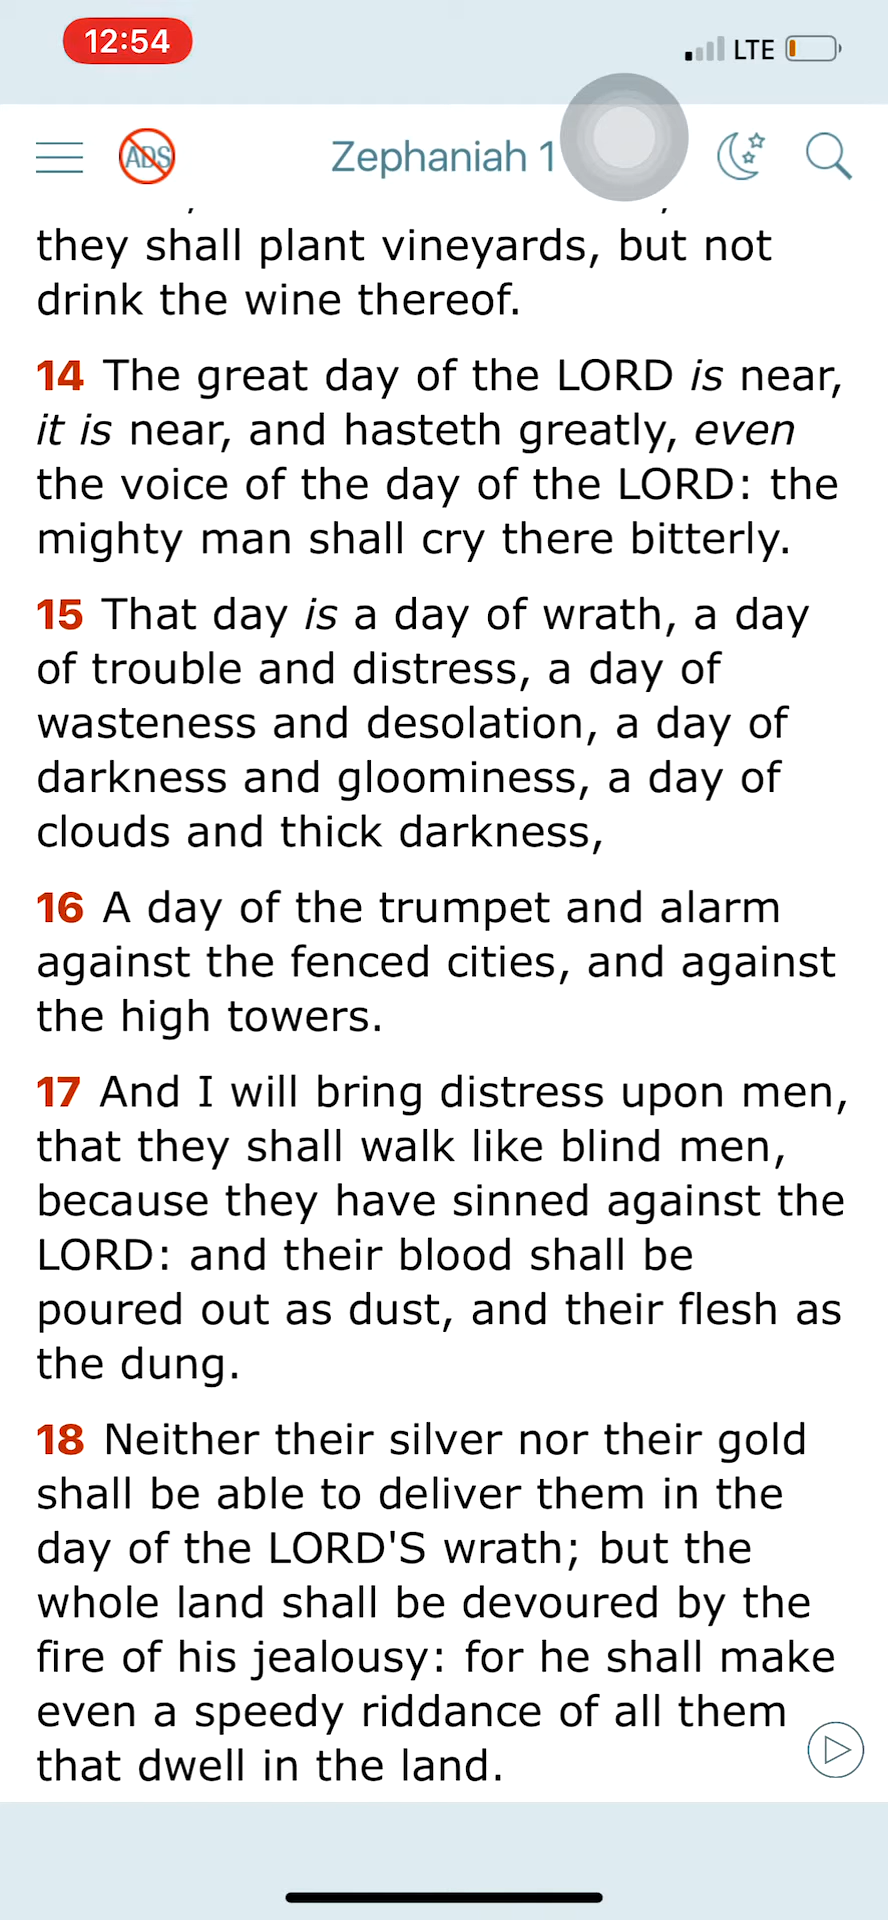 12:54
LTE
ADS
Zephaniah 1
they shall plant vineyards, but not
drink the wine thereof.
14 The great day of the LORD is near,
it is near, and hasteth greatly, even
the voice of the day of the LORD: the
mighty man shall cry there bitterly.
15 That day is a day of wrath, a day
of trouble and distress, a day of
wasteness and desolation, a day of
darkness and gloominess, a day of
clouds and thick darkness,
16 A day of the trumpet and alarm
against the fenced cities, and against
the high towers.
17 And I will bring distress upon men,
that they shall walk like blind men,
because they have sinned against the
LORD: and their blood shall be
poured out as dust, and their flesh as
the dung.
18 Neither their silver nor their gold
shall be able to deliver them in the
day of the LORD'S wrath; but the
whole land shall be devoured by the
fire of his jealousy: for he shall make
even a speedy riddance of all them
that dwell in the land.